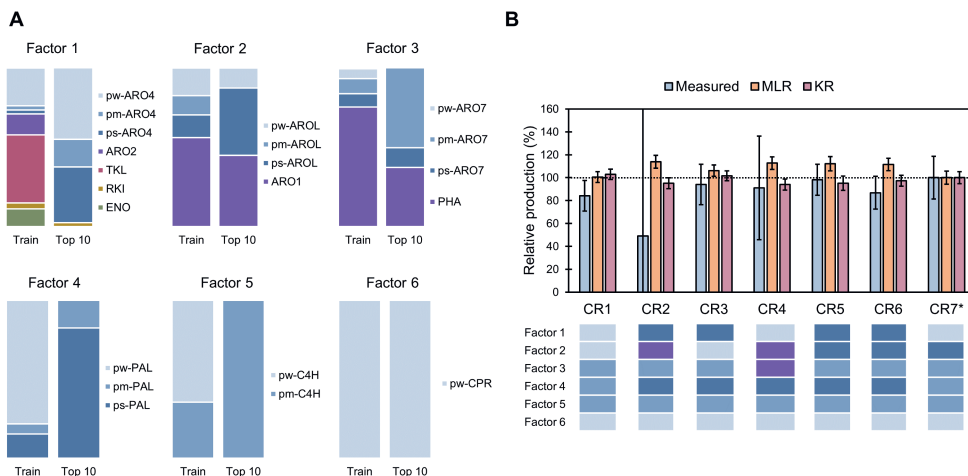 A
Factor 1
Train
Top 10
pw-ARO4
pm-ARO4
ps-ARO4
ARO2
TKL
RKI
ENO
Factor 2
Train
Top 10
pw-AROL
pm-AROL
ps-AROL
ARO1
Factor 3
Train
Top 10
pw-ARO7
pm-ARO7
ps-ARO7
PHA
Factor 4
Train
Top 10
pw-PAL
pm-PAL
ps-PAL
Factor 5
Train
Top 10
pw-C4H
pm-C4H
Factor 6
Train
Top 10
pw-CPR
B
Measured MLR KR
Relative production (%)
160
140
120
100
80
60
40
20
0
CR1 CR2 CR3 CR4 CR5 CR6 CR7*
Factor 1
Factor 2
Factor 3
Factor 4
Factor 5
Factor 6